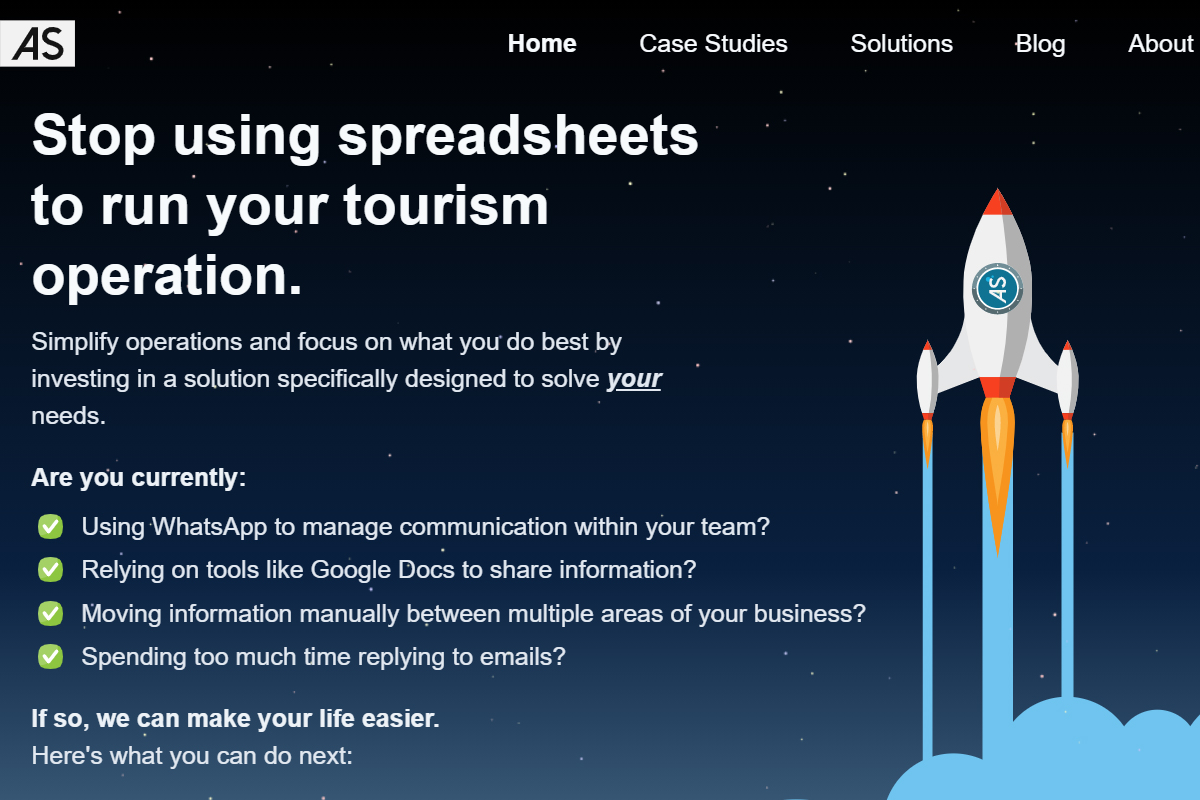 AS
Home Case Studies Solutions Blog About
Stop using spreadsheets
to run your tourism
operation.
Simplify operations and focus on what you do best by
investing in a solution specifically designed to solve your
needs.
AS
Are you currently:
Using WhatsApp to manage communication within your team?
Relying on tools like Google Docs to share information?
Moving information manually between multiple areas of your business?
Spending too much time replying to emails?
If so, we can make your life easier.
Here's what you can do next: